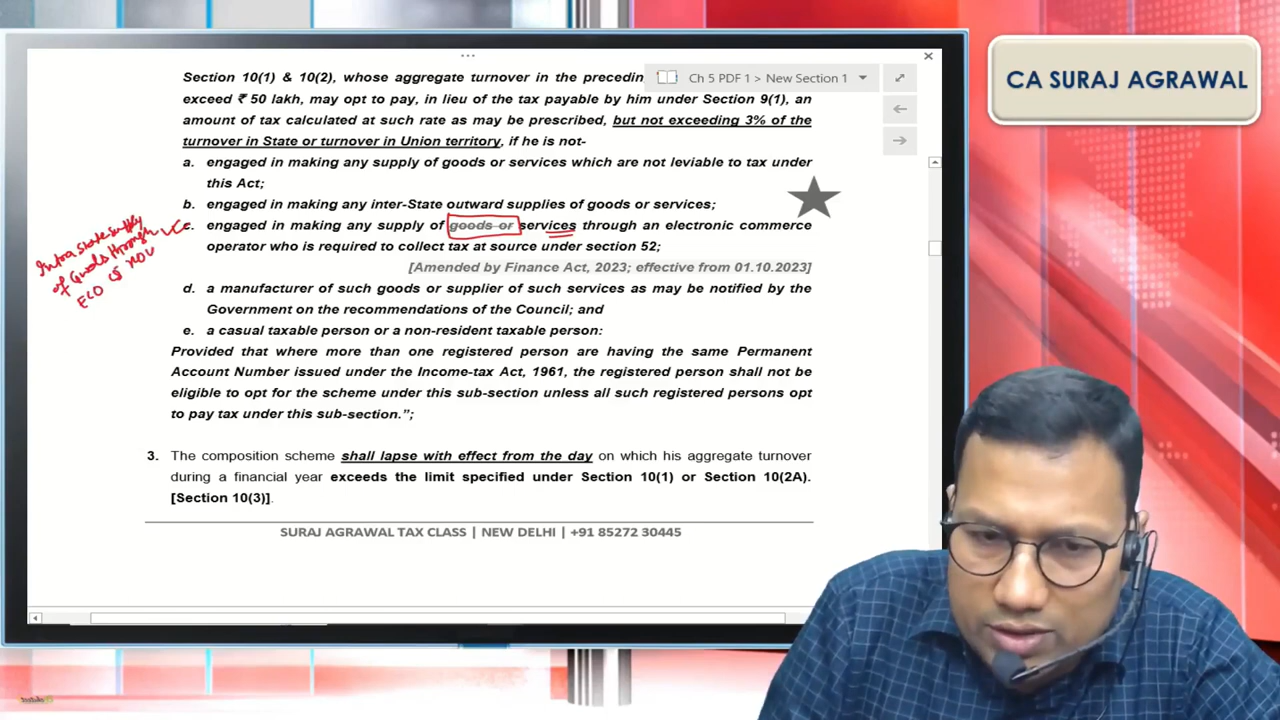 Section 10(1) & 10(2), whose aggregate turnover in the preceding
Ch 5 PDF 1 > New Section 1
CA SURAJ AGRAWAL
exceed ₹ 50 lakh, may opt to pay, in lieu of the tax payable by him under Section 9(1), an
amount of tax calculated at such rate as may be prescribed, but not exceeding 3% of the
turnover in State or turnover in Union territory, if he is not-
a. engaged in making any supply of goods or services which are not leviable to tax under
this Act;
b. engaged in making any inter-State outward supplies of goods or services;
c. engaged in making any supply of goods or services through an electronic commerce
operator who is required to collect tax at source under section 52;
Intra State supply
of Goods through
ECO is now
[Amended by Finance Act, 2023; effective from 01.10.2023]
d. a manufacturer of such goods or supplier of such services as may be notified by the
Government on the recommendations of the Council; and
e. a casual taxable person or a non-resident taxable person:
Provided that where more than one registered person are having the same Permanent
Account Number issued under the Income-tax Act, 1961, the registered person shall not be
eligible to opt for the scheme under this sub-section unless all such registered persons opt
to pay tax under this sub-section.”;
3. The composition scheme shall lapse with effect from the day on which his aggregate turnover
during a financial year exceeds the limit specified under Section 10(1) or Section 10(2A).
[Section 10(3)].
SURAJ AGRAWAL TAX CLASS | NEW DELHI | +91 85272 30445